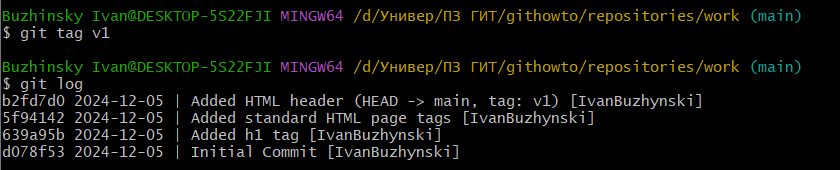 Buzhinsky Ivan@DESKTOP-5S22FJI MINGW64 /d/Универ/ПЗ ГИТ/githowto/repositories/work (main)
$ git tag v1
Buzhinsky Ivan@DESKTOP-5S22FJI MINGW64 /d/Универ/ПЗ ГИТ/githowto/repositories/work (main)
$ git log
b2fd7d0 2024-12-05 | Added HTML header (HEAD -> main, tag: v1) [IvanBuzhynski]
5f94142 2024-12-05 | Added standard HTML page tags [IvanBuzhynski]
639a95b 2024-12-05 | Added h1 tag [IvanBuzhynski]
d078f53 2024-12-05 | Initial Commit [IvanBuzhynski]